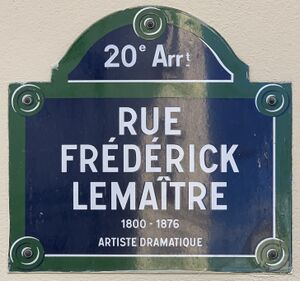 20e Arrt
RUE
FRÉDÉRICK
LEMAÎTRE
1800 - 1876
ARTISTE DRAMATIQUE